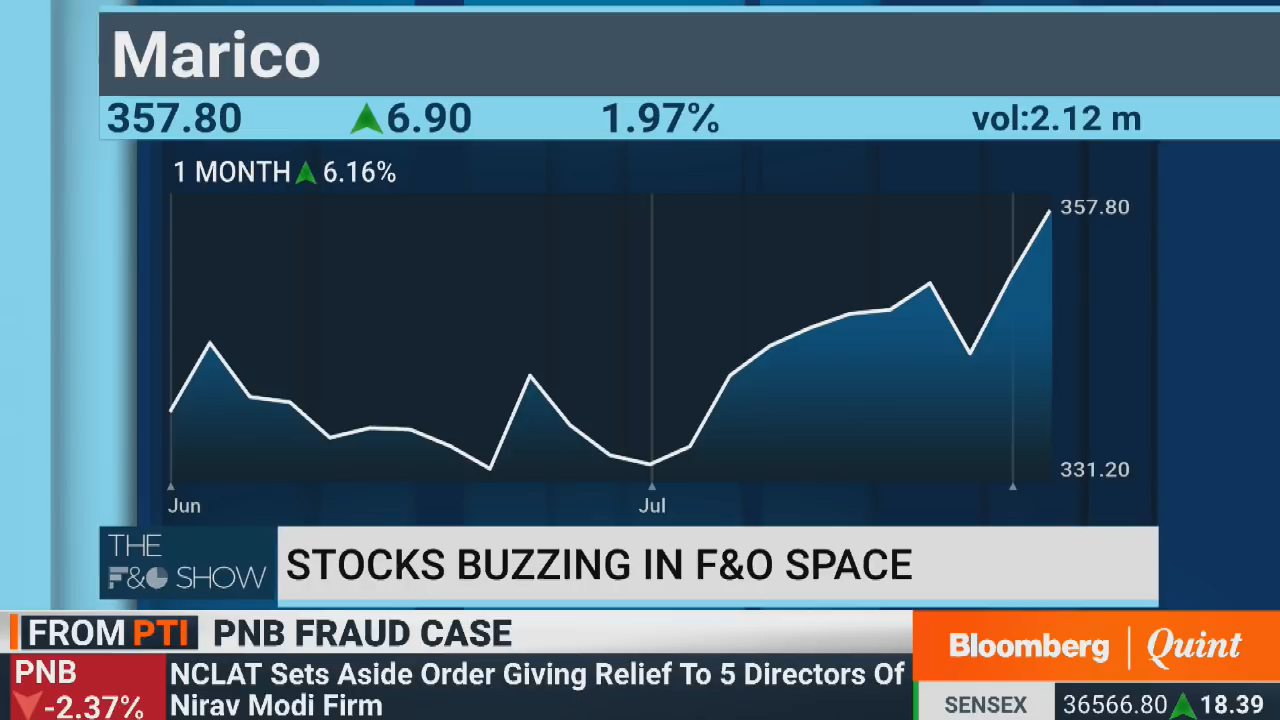 Marico
357.80 ▲6.90 1.97% vol:2.12 m
1 MONTH▲6.16%
357.80
331.20
Jun Jul
THE
F&O SHOW
STOCKS BUZZING IN F&O SPACE
FROM PTI PNB FRAUD CASE
Bloomberg | Quint
PNB
▼-2.37%
NCLAT Sets Aside Order Giving Relief To 5 Directors Of
Nirav Modi Firm
SENSEX 36566.80 ▲18.39